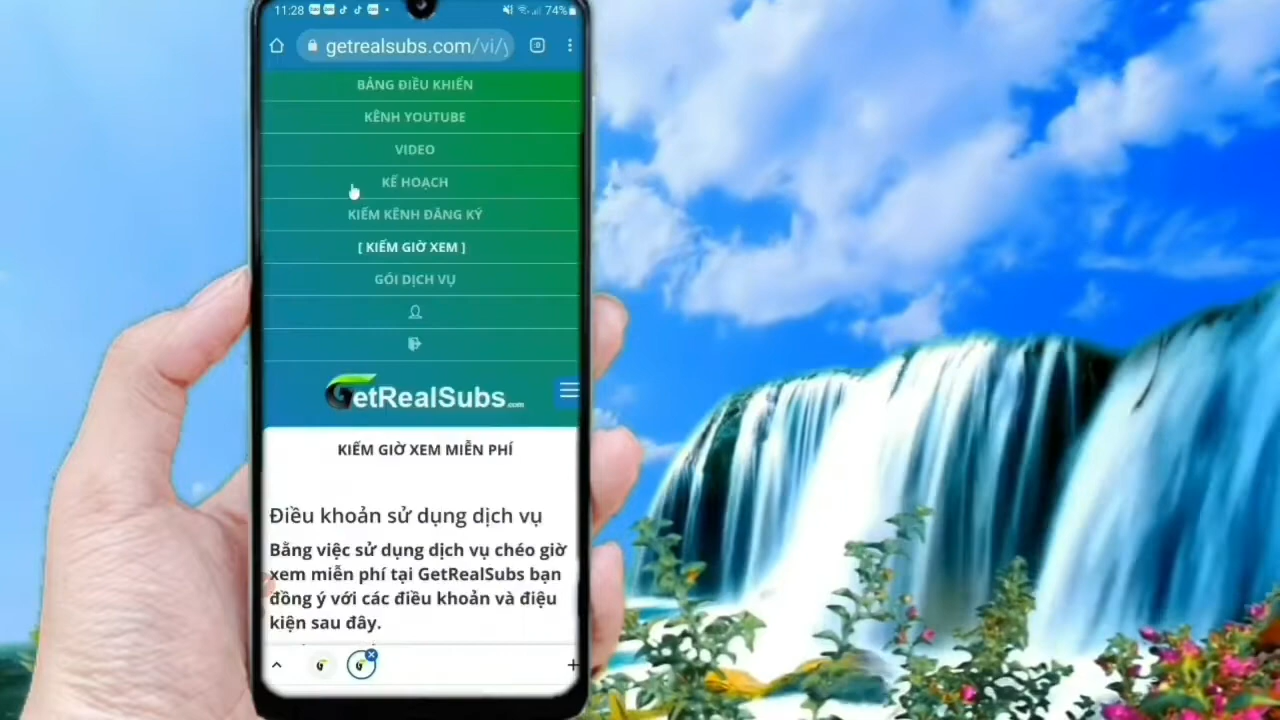 11:28
74%
getrealsubs.com/vi/y
BẢNG ĐIỀU KHIỂN
KÊNH YOUTUBE
VIDEO
KẾ HOẠCH
KIẾM KÊNH ĐĂNG KÝ
[ KIẾM GIỜ XEM ]
GÓI DỊCH VỤ
GetRealSubs.com
KIẾM GIỜ XEM MIỄN PHÍ
Điều khoản sử dụng dịch vụ
Bằng việc sử dụng dịch vụ chéo giờ
xem miễn phí tại GetRealSubs bạn
đồng ý với các điều khoản và điệu
kiện sau đây.